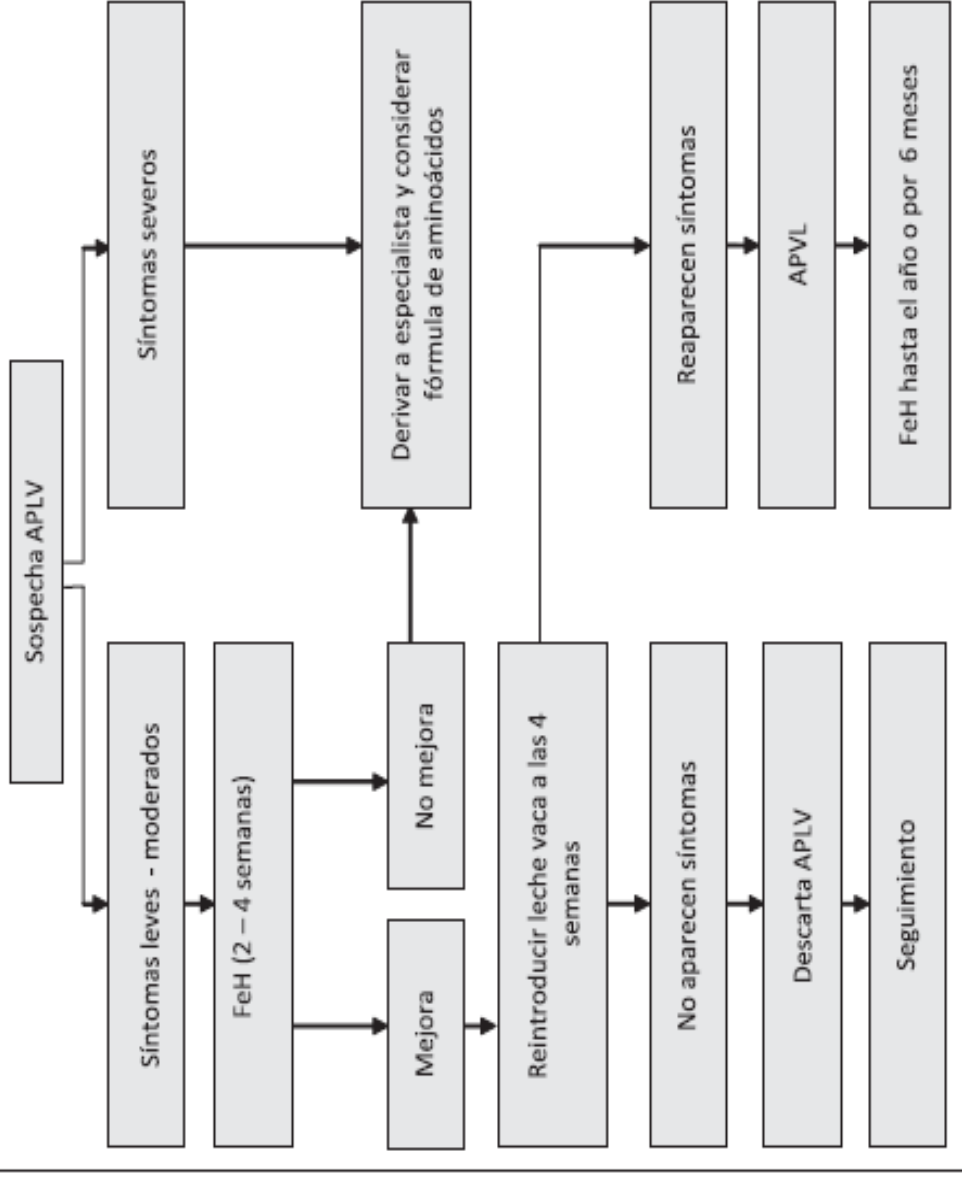 Sospecha APLV
Síntomas leves - moderados
Síntomas severos
FeH (2 – 4 semanas)
Mejora
No mejora
Derivar a especialista y considerar
fórmula de aminoácidos
Reintroducir leche vaca a las 4
semanas
No aparecen síntomas
Reaparecen síntomas
Descarta APLV
APVL
Seguimiento
FeH hasta el año o por 6 meses